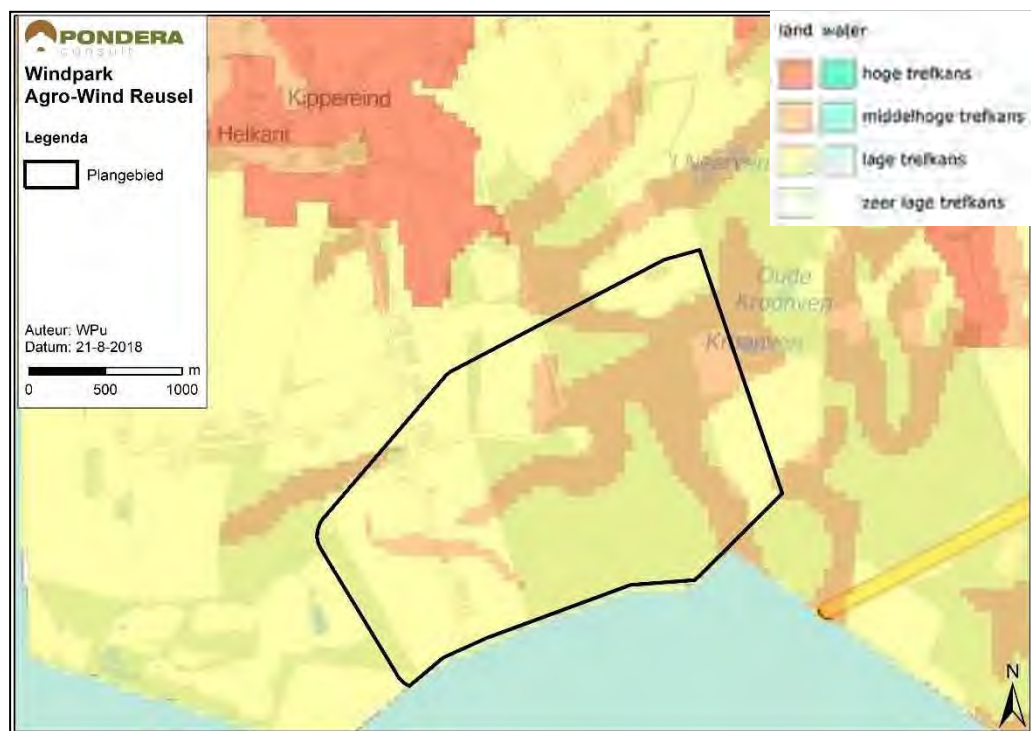 PONDERA
consult
Windpark
Agro-Wind Reusel
Legenda
Plangebied
Auteur: WPu
Datum: 21-8-2018
0 500 1000 m
land water
hoge trefkans
middelhoge trefkans
lage trefkans
zeer lage trefkans
Kippereind
Helkant
Oude
Kroonven
Kroonven
N